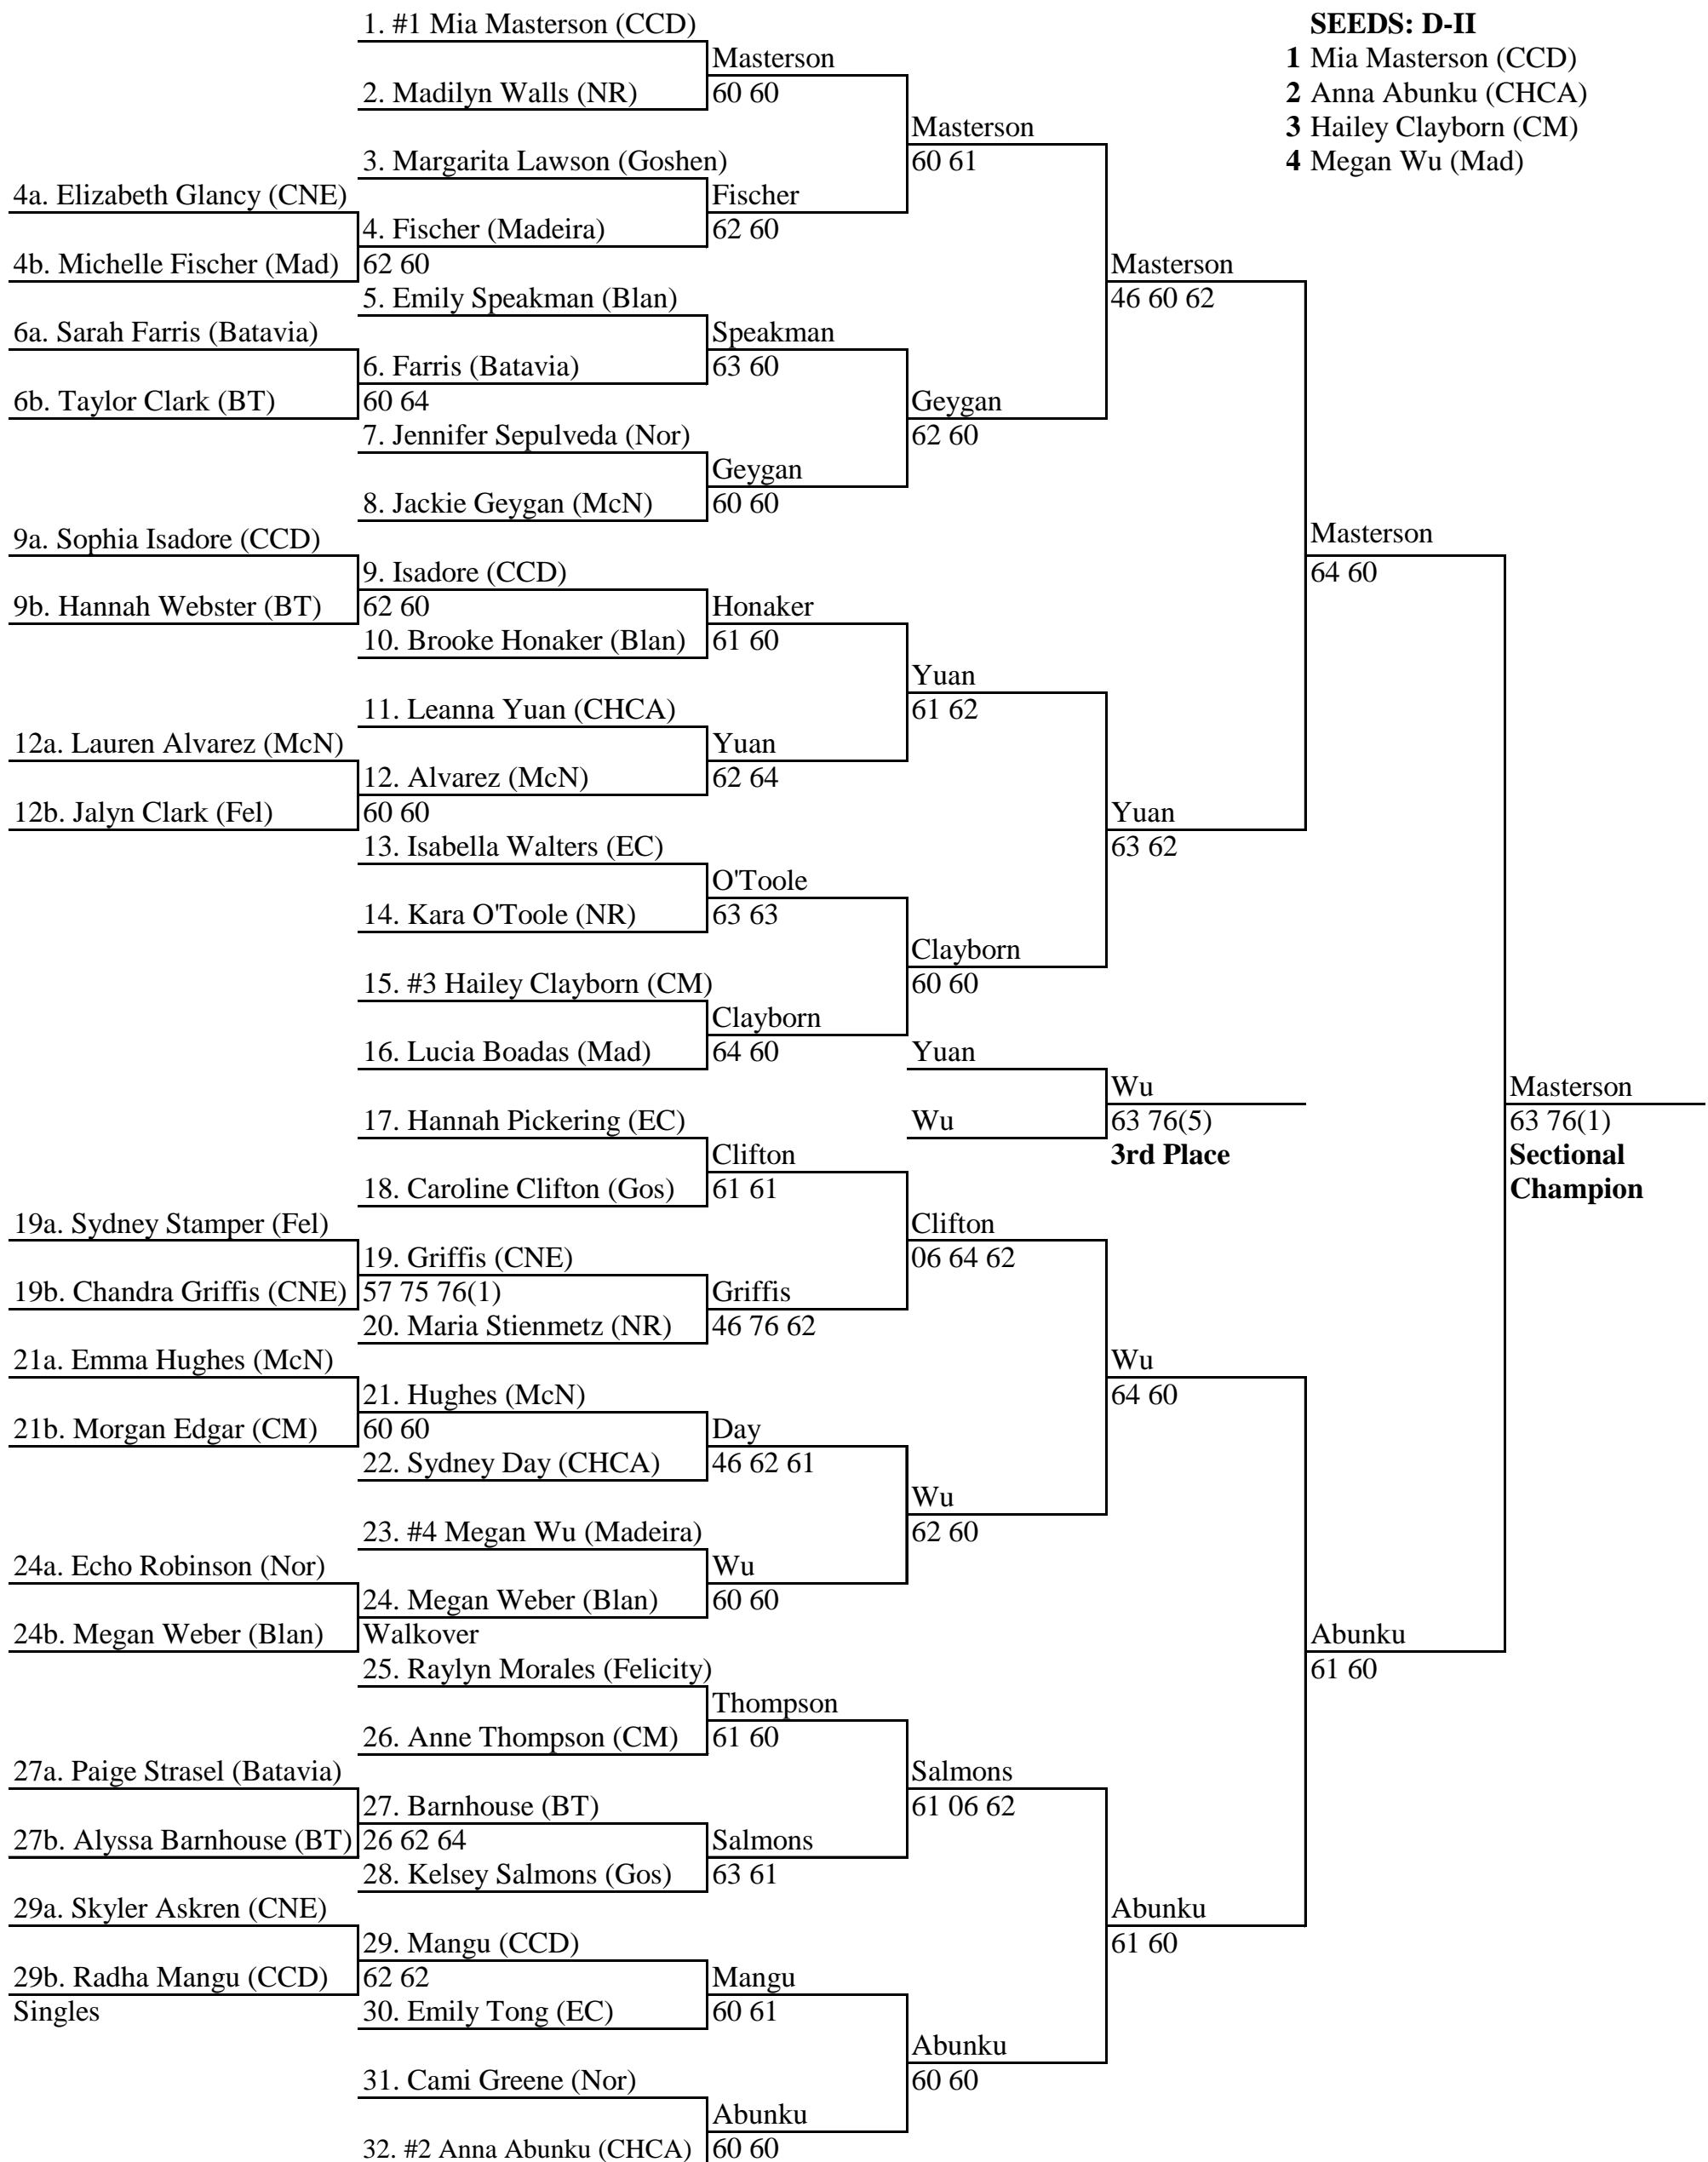 1. #1 Mia Masterson (CCD)
SEEDS: D-II
Masterson
1 Mia Masterson (CCD)
2. Madilyn Walls (NR)
60 60
2 Anna Abunku (CHCA)
Masterson
3 Hailey Clayborn (CM)
3. Margarita Lawson (Goshen)
60 61
4 Megan Wu (Mad)
4a. Elizabeth Glancy (CNE)
Fischer
4. Fischer (Madeira)
62 60
4b. Michelle Fischer (Mad)
62 60
Masterson
5. Emily Speakman (Blan)
46 60 62
6a. Sarah Farris (Batavia)
Speakman
6. Farris (Batavia)
63 60
6b. Taylor Clark (BT)
60 64
Geygan
7. Jennifer Sepulveda (Nor)
62 60
Geygan
8. Jackie Geygan (McN)
60 60
9a. Sophia Isadore (CCD)
Masterson
9. Isadore (CCD)
64 60
9b. Hannah Webster (BT)
62 60
Honaker
10. Brooke Honaker (Blan)
61 60
Yuan
11. Leanna Yuan (CHCA)
61 62
12a. Lauren Alvarez (McN)
Yuan
12. Alvarez (McN)
62 64
12b. Jalyn Clark (Fel)
60 60
Yuan
13. Isabella Walters (EC)
63 62
O'Toole
14. Kara O'Toole (NR)
63 63
Clayborn
15. #3 Hailey Clayborn (CM)
60 60
Clayborn
16. Lucia Boadas (Mad)
64 60
Yuan
Wu
Masterson
17. Hannah Pickering (EC)
Wu
63 76(5)
63 76(1)
Clifton
3rd Place
Sectional
18. Caroline Clifton (Gos)
61 61
Champion
19a. Sydney Stamper (Fel)
Clifton
19. Griffis (CNE)
06 64 62
19b. Chandra Griffis (CNE)
57 75 76(1)
Griffis
20. Maria Stienmetz (NR)
46 76 62
21a. Emma Hughes (McN)
Wu
21. Hughes (McN)
64 60
21b. Morgan Edgar (CM)
60 60
Day
22. Sydney Day (CHCA)
46 62 61
Wu
23. #4 Megan Wu (Madeira)
62 60
24a. Echo Robinson (Nor)
Wu
24. Megan Weber (Blan)
60 60
24b. Megan Weber (Blan)
Walkover
Abunku
25. Raylyn Morales (Felicity)
61 60
Thompson
26. Anne Thompson (CM)
61 60
27a. Paige Strasel (Batavia)
Salmons
27. Barnhouse (BT)
61 06 62
27b. Alyssa Barnhouse (BT)
26 62 64
Salmons
28. Kelsey Salmons (Gos)
63 61
29a. Skyler Askren (CNE)
Abunku
29. Mangu (CCD)
61 60
29b. Radha Mangu (CCD)
62 62
Mangu
Singles
30. Emily Tong (EC)
60 61
Abunku
31. Cami Greene (Nor)
60 60
Abunku
32. #2 Anna Abunku (CHCA)
60 60